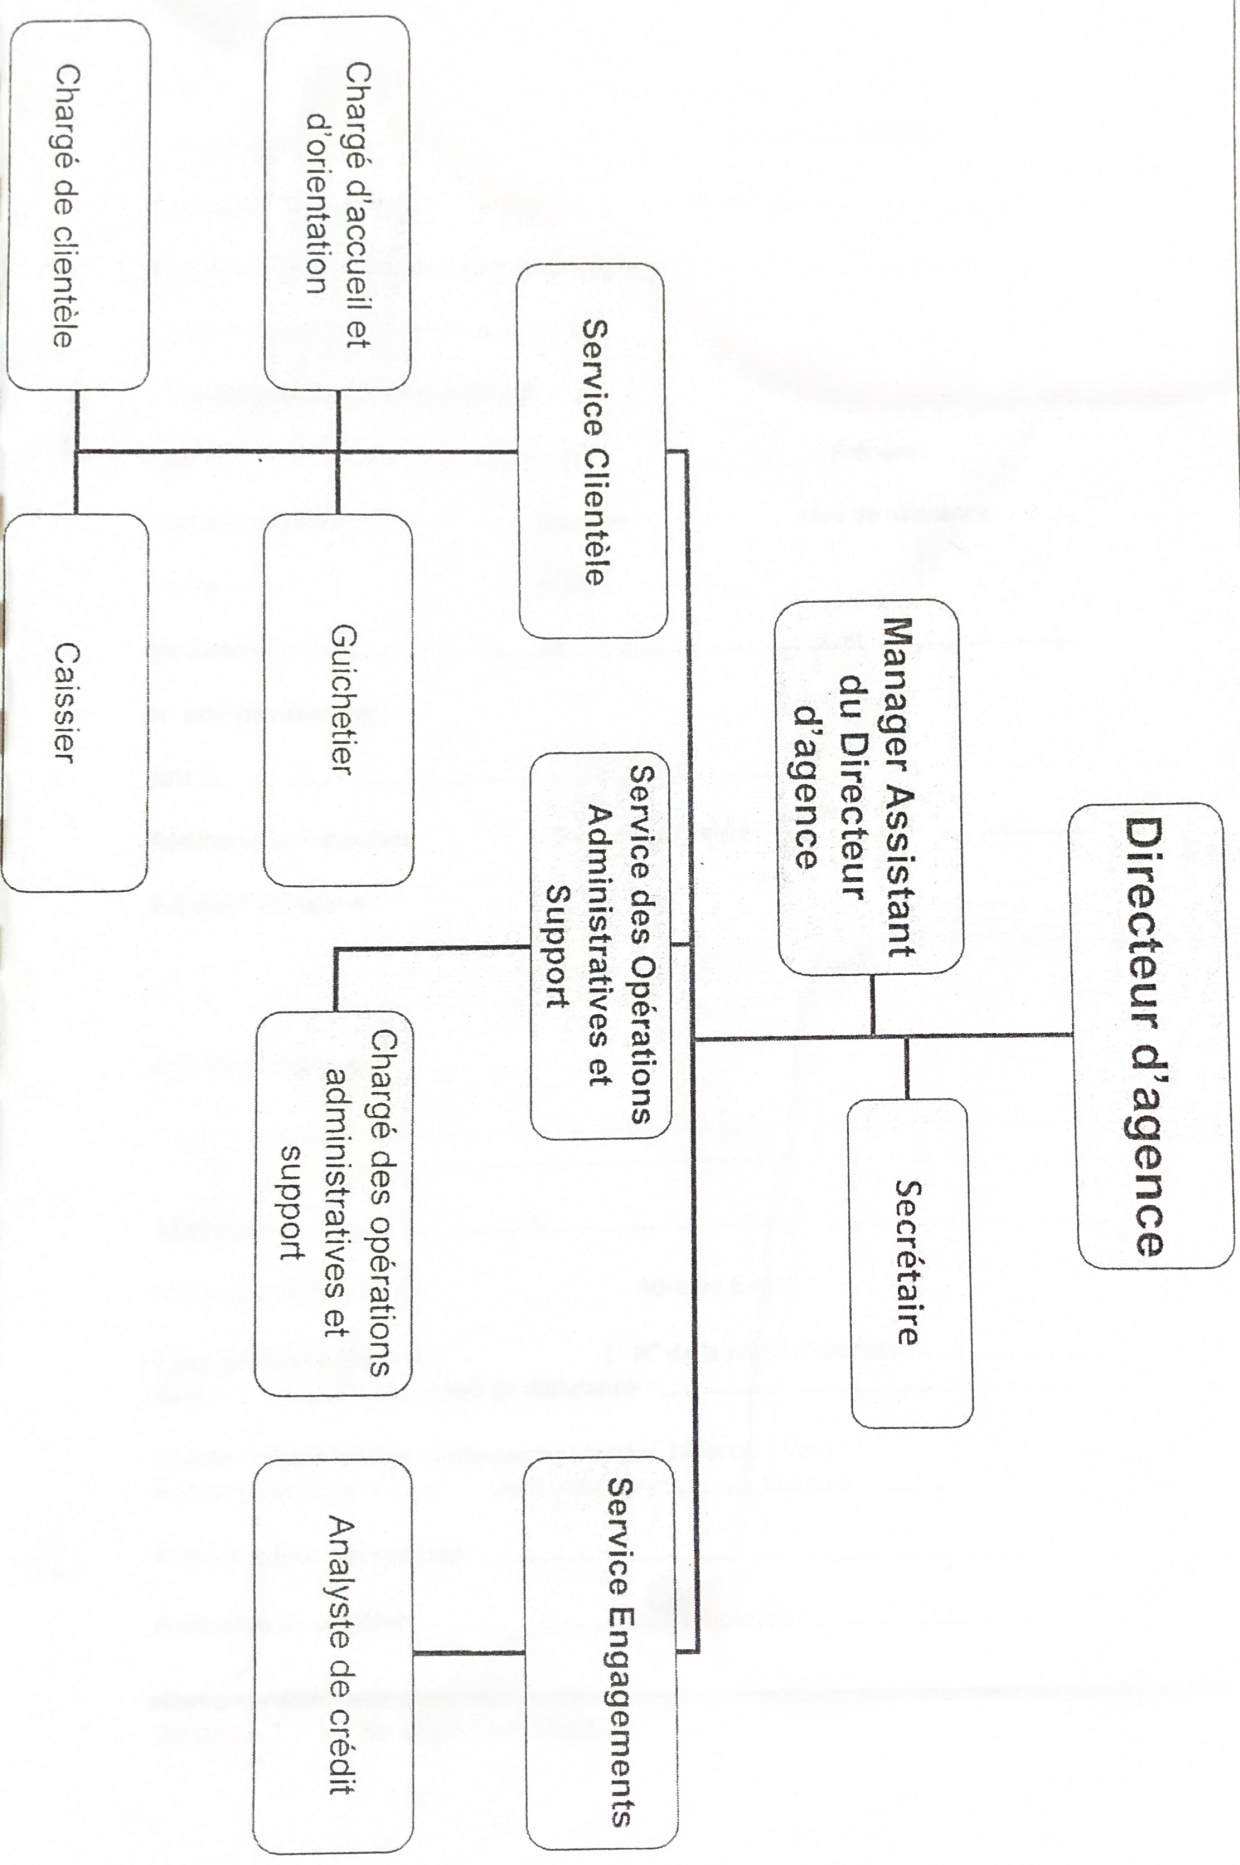 Directeur d'agence
Manager Assistant
du Directeur
d'agence
Secrétaire
Service Clientèle
Service des Opérations
Administratives et
Support
Service Engagements
Chargé d'accueil et
d'orientation
Guichetier
Chargé des opérations
administratives et
support
Analyste de crédit
Chargé de clientèle
Caissier